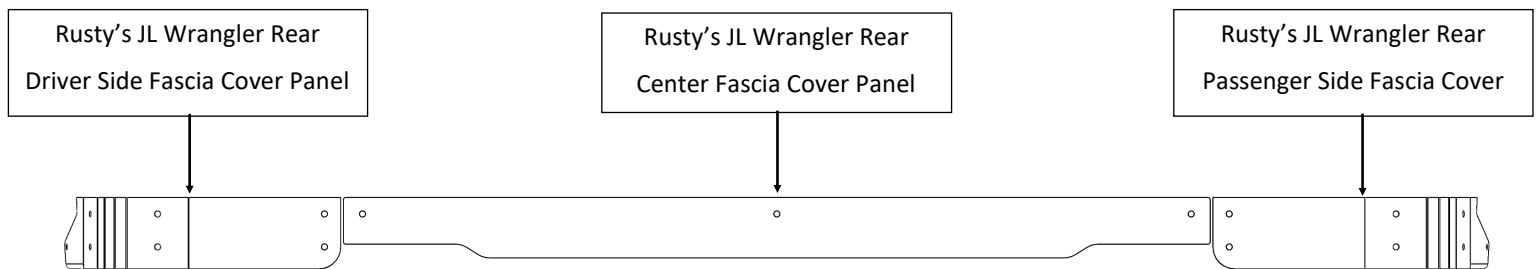 Rusty’s JL Wrangler Rear
Driver Side Fascia Cover Panel
Rusty’s JL Wrangler Rear
Center Fascia Cover Panel
Rusty’s JL Wrangler Rear
Passenger Side Fascia Cover